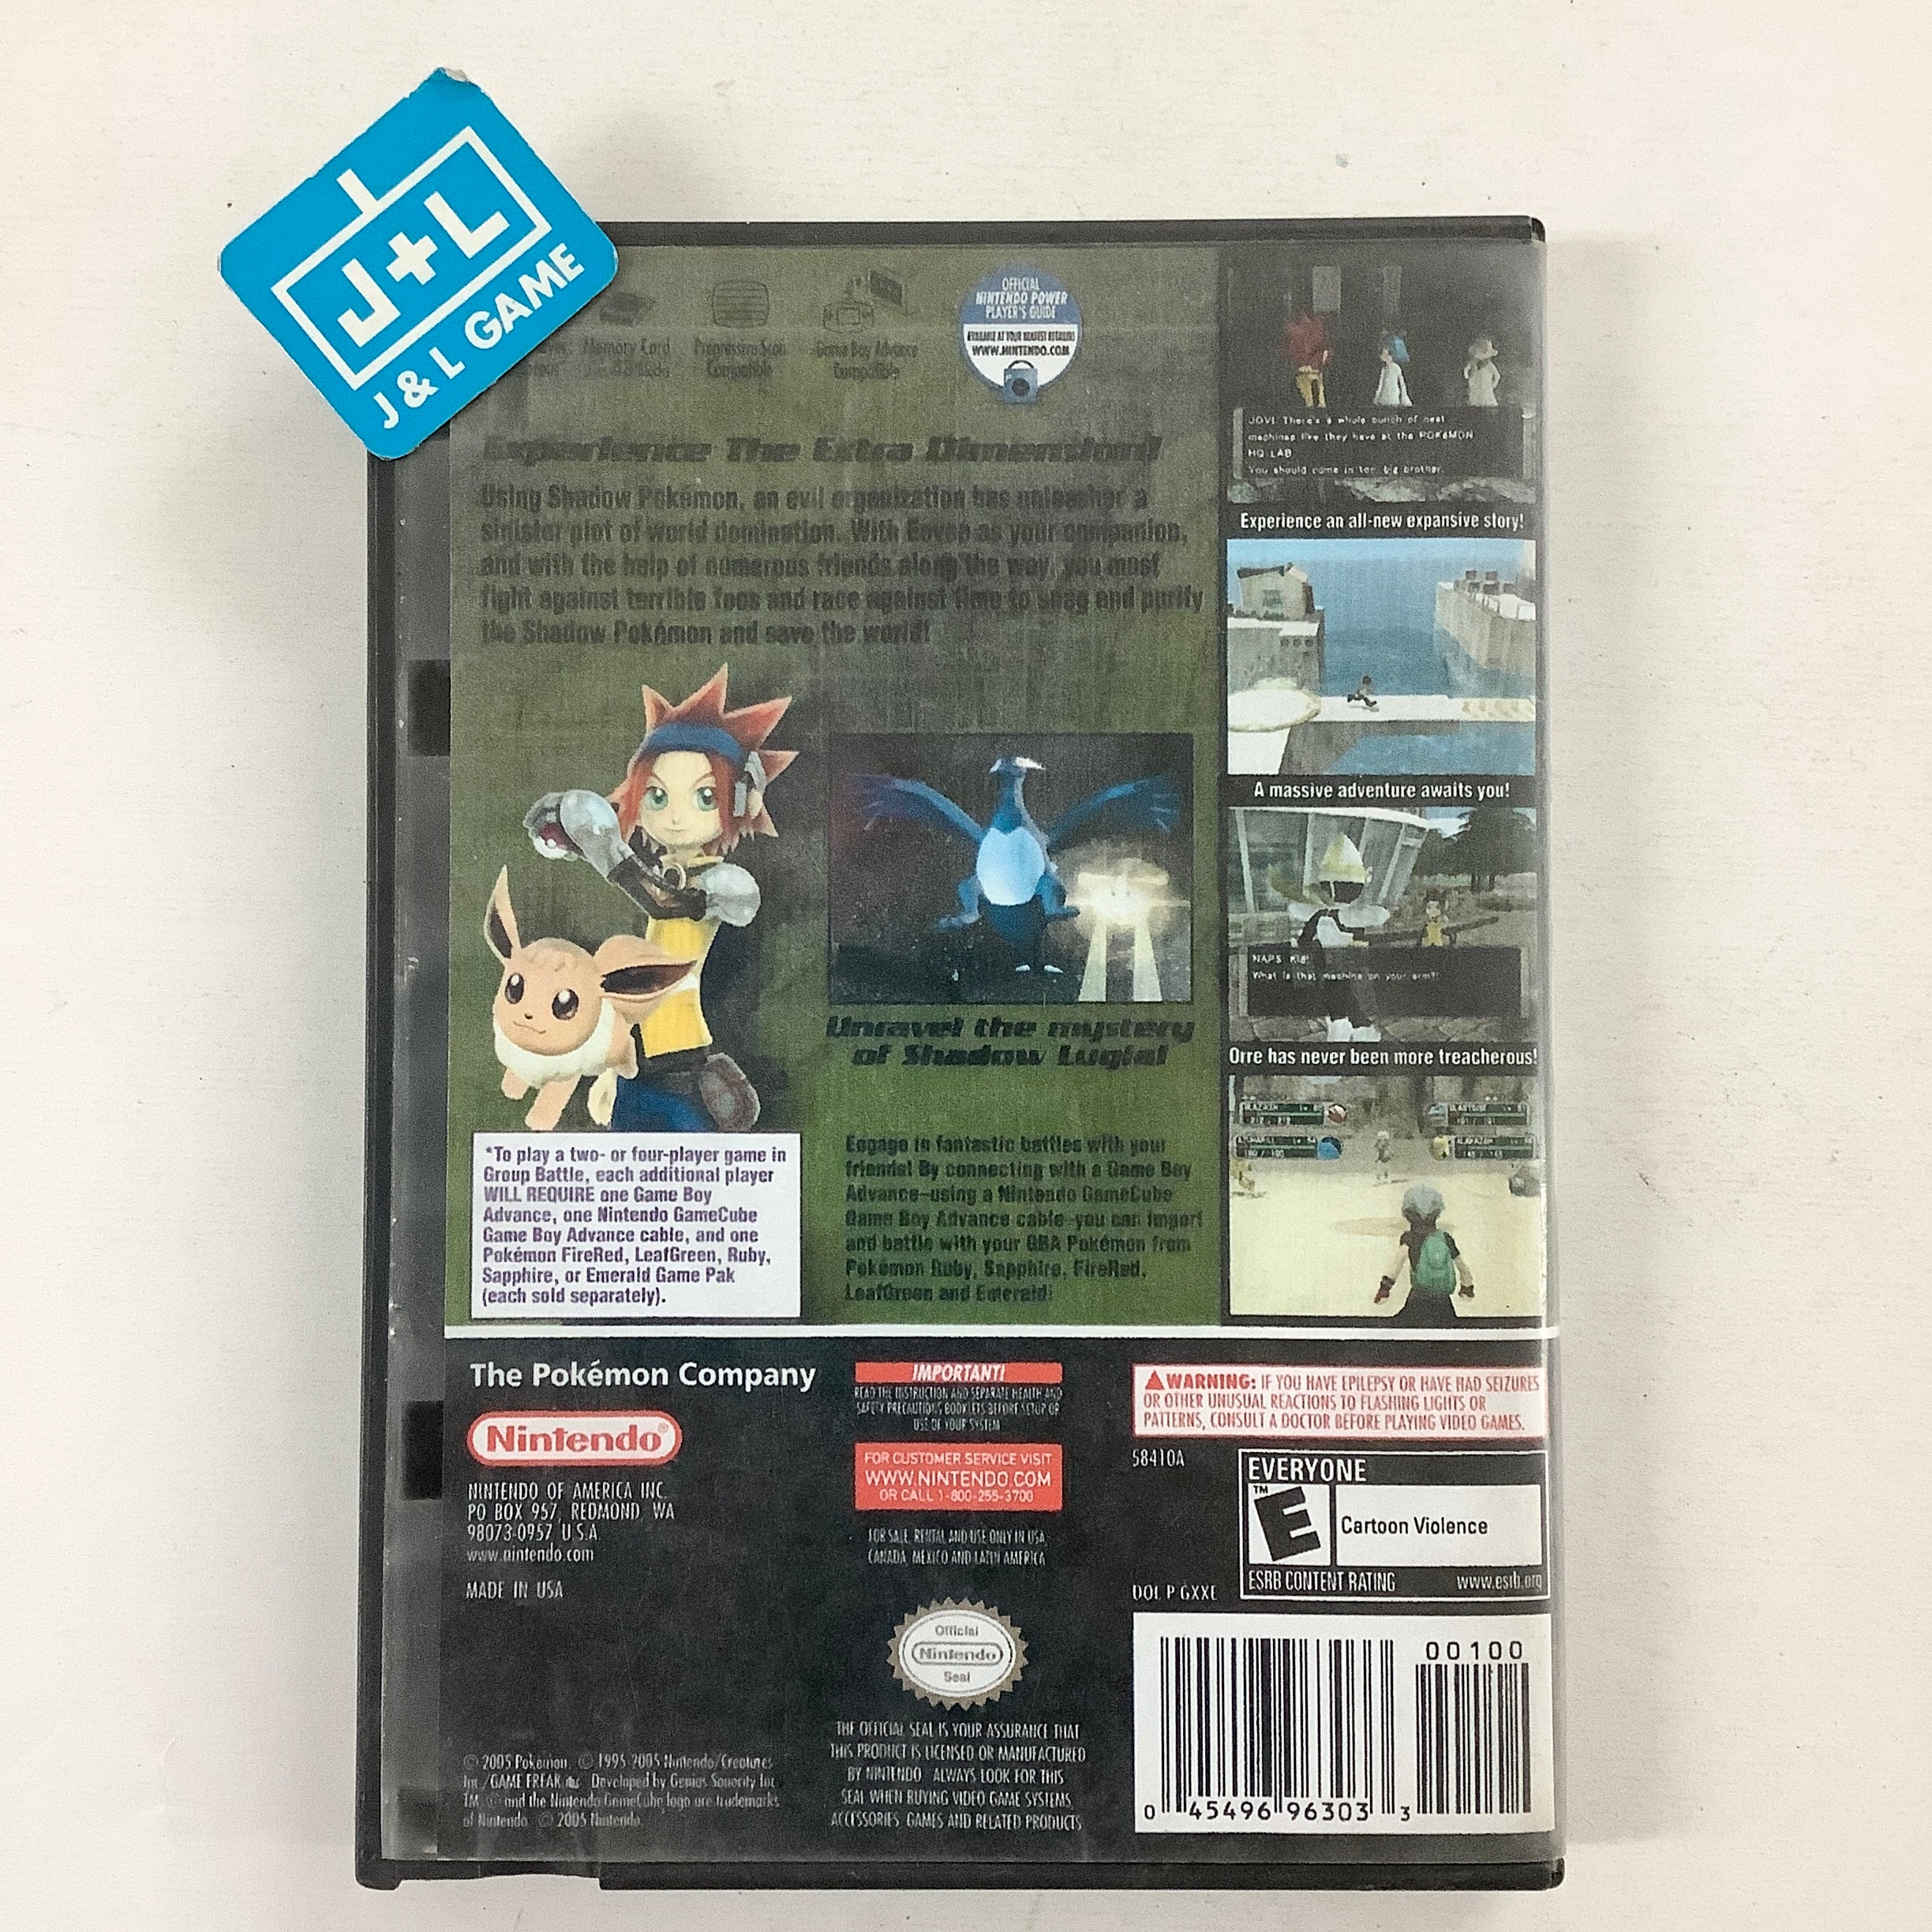 J+L
J & L GAME
Memory Card
Progressive Scan
Compatible
Game Boy Advance
Compatible
OFFICIAL
NINTENDO POWER
PLAYER'S GUIDE
AVAILABLE AT YOUR NEAREST RETAILER!
WWW.NINTENDO.COM
Experience The Extra Dimension!
Using Shadow Pokémon, an evil organization has unleashed a
sinister plot of world domination. With Eevee as your companion,
and with the help of numerous friends along the way, you must
fight against terrible foes and race against time to snag and purify
the Shadow Pokémon and save the world!
Unravel the mystery
of Shadow Lugia!
*To play a two- or four-player game in
Group Battle, each additional player
WILL REQUIRE one Game Boy
Advance, one Nintendo GameCube
Game Boy Advance cable, and one
Pokémon FireRed, LeafGreen, Ruby,
Sapphire, or Emerald Game Pak
(each sold separately).
Engage in fantastic battles with your
friends! By connecting with a Game Boy
Advance–using a Nintendo GameCube
Game Boy Advance cable–you can import
and battle with your GBA Pokémon from
Pokémon Ruby, Sapphire, FireRed,
LeafGreen and Emerald!
JOVI: There's a whole bunch of neat
machines like they have at the POKéMON
HQ LAB.
You should come in too, big brother.
Experience an all-new expansive story!
A massive adventure awaits you!
NAPS: Kid!
What is that machine on your arm?!
Orre has never been more treacherous!
The Pokémon Company
Nintendo®
NINTENDO OF AMERICA INC.
PO BOX 957, REDMOND, WA
98073-0957 U.S.A.
www.nintendo.com
MADE IN USA
© 2005 Pokémon. © 1995-2005 Nintendo/Creatures
Inc./GAME FREAK inc. Developed by Genius Sonority Inc.
TM, ® and the Nintendo GameCube logo are trademarks
of Nintendo. © 2005 Nintendo.
IMPORTANT!
READ THE INSTRUCTION AND SEPARATE HEALTH AND
SAFETY PRECAUTIONS BOOKLETS BEFORE SETUP OR
USE OF YOUR SYSTEM
FOR CUSTOMER SERVICE VISIT
WWW.NINTENDO.COM
OR CALL 1-800-255-3700
FOR SALE, RENTAL AND USE ONLY IN USA,
CANADA, MEXICO AND LATIN AMERICA
Official
Nintendo
Seal
THE OFFICIAL SEAL IS YOUR ASSURANCE THAT
THIS PRODUCT IS LICENSED OR MANUFACTURED
BY NINTENDO. ALWAYS LOOK FOR THIS
SEAL WHEN BUYING VIDEO GAME SYSTEMS,
ACCESSORIES, GAMES AND RELATED PRODUCTS
WARNING: IF YOU HAVE EPILEPSY OR HAVE HAD SEIZURES
OR OTHER UNUSUAL REACTIONS TO FLASHING LIGHTS OR
PATTERNS, CONSULT A DOCTOR BEFORE PLAYING VIDEO GAMES.
58410A
EVERYONE
E™
Cartoon Violence
ESRB CONTENT RATING www.esrb.org
DOL P GXXE
00100
0 45496 96303 3